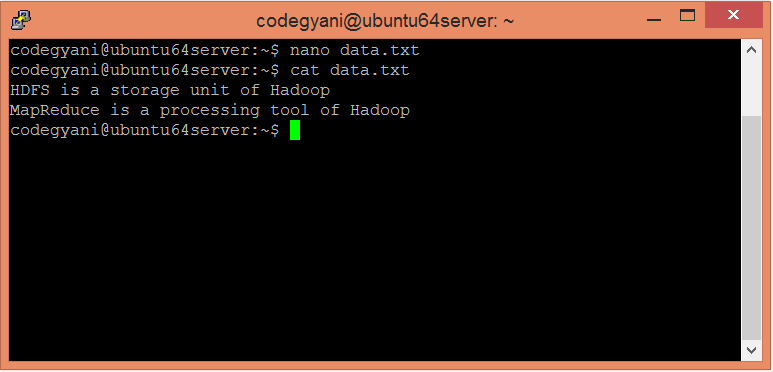 codegyani@ubuntu64server: ~
codegyani@ubuntu64server:~$ nano data.txt
codegyani@ubuntu64server:~$ cat data.txt
HDFS is a storage unit of Hadoop
MapReduce is a processing tool of Hadoop
codegyani@ubuntu64server:~$